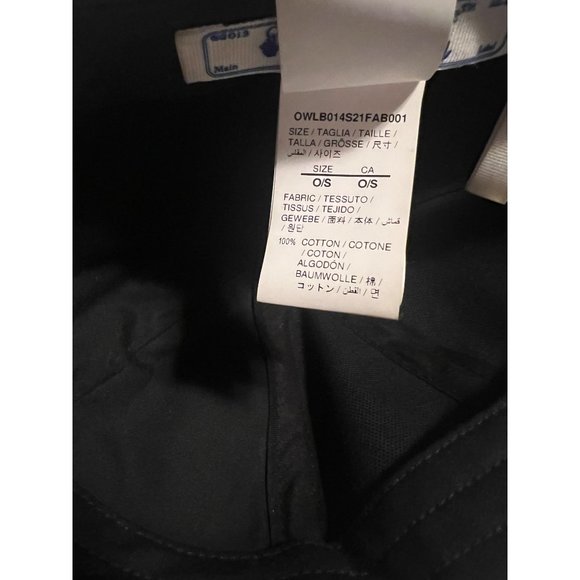 Main
Label
OWLB014S21FAB001
SIZE / TAGLIA / TAILLE /
TALLA / GRÖSSE / 尺寸 /
المقاس / 사이즈
SIZE CA
O/S O/S
FABRIC / TESSUTO /
TISSUS / TEJIDO /
GEWEBE / 面料 / 本体 / قماش
/ 원단
100% COTTON / COTONE
/ COTON /
ALGODÓN /
BAUMWOLLE / 棉 /
コットン / القطن / 면